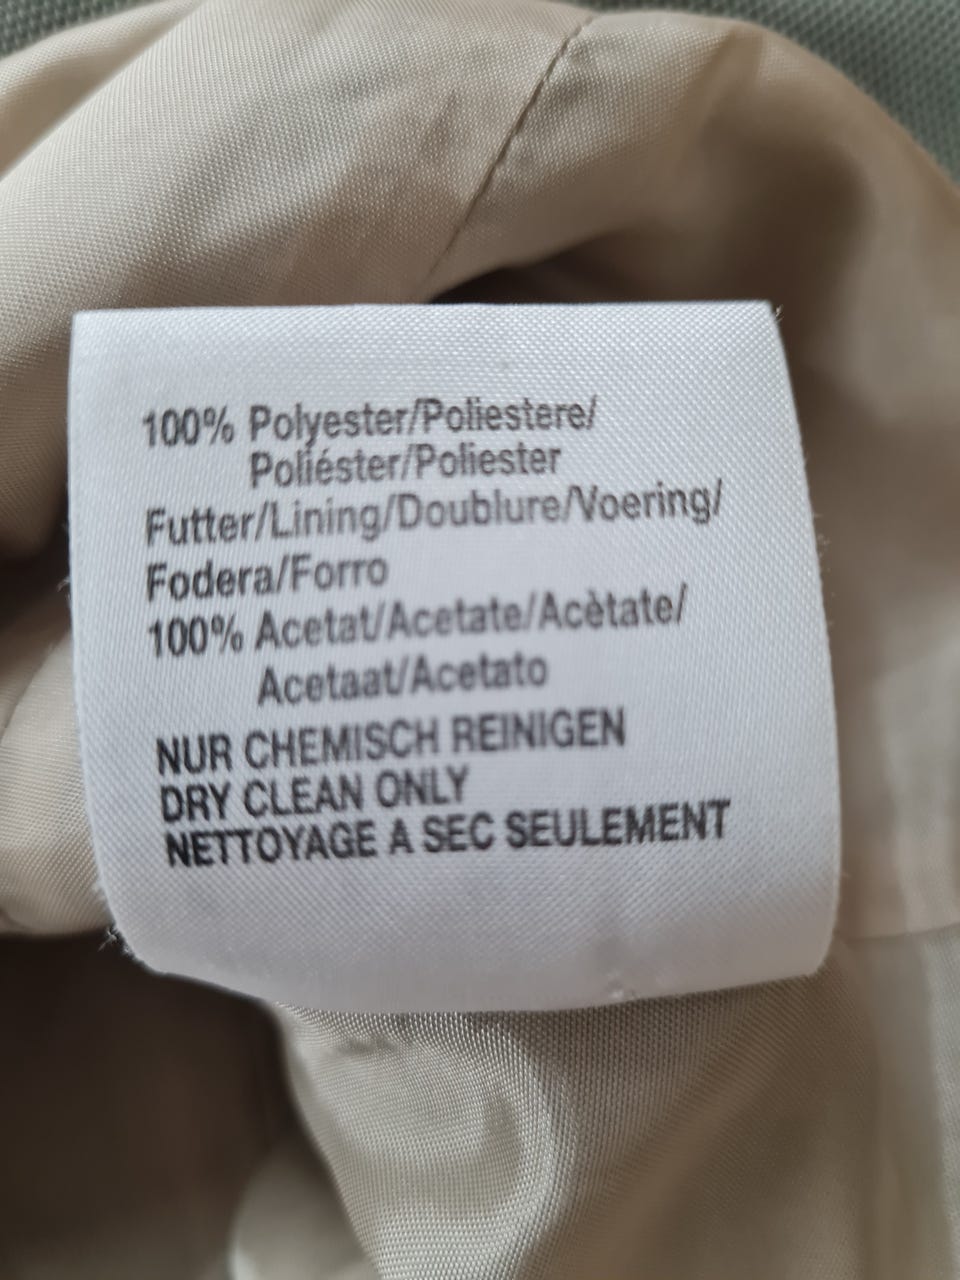 100% Polyester/Poliestere/
Poliéster/Poliester
Futter/Lining/Doublure/Voering/
Fodera/Forro
100% Acetat/Acetate/Acètate/
Acetaat/Acetato
NUR CHEMISCH REINIGEN
DRY CLEAN ONLY
NETTOYAGE A SEC SEULEMENT